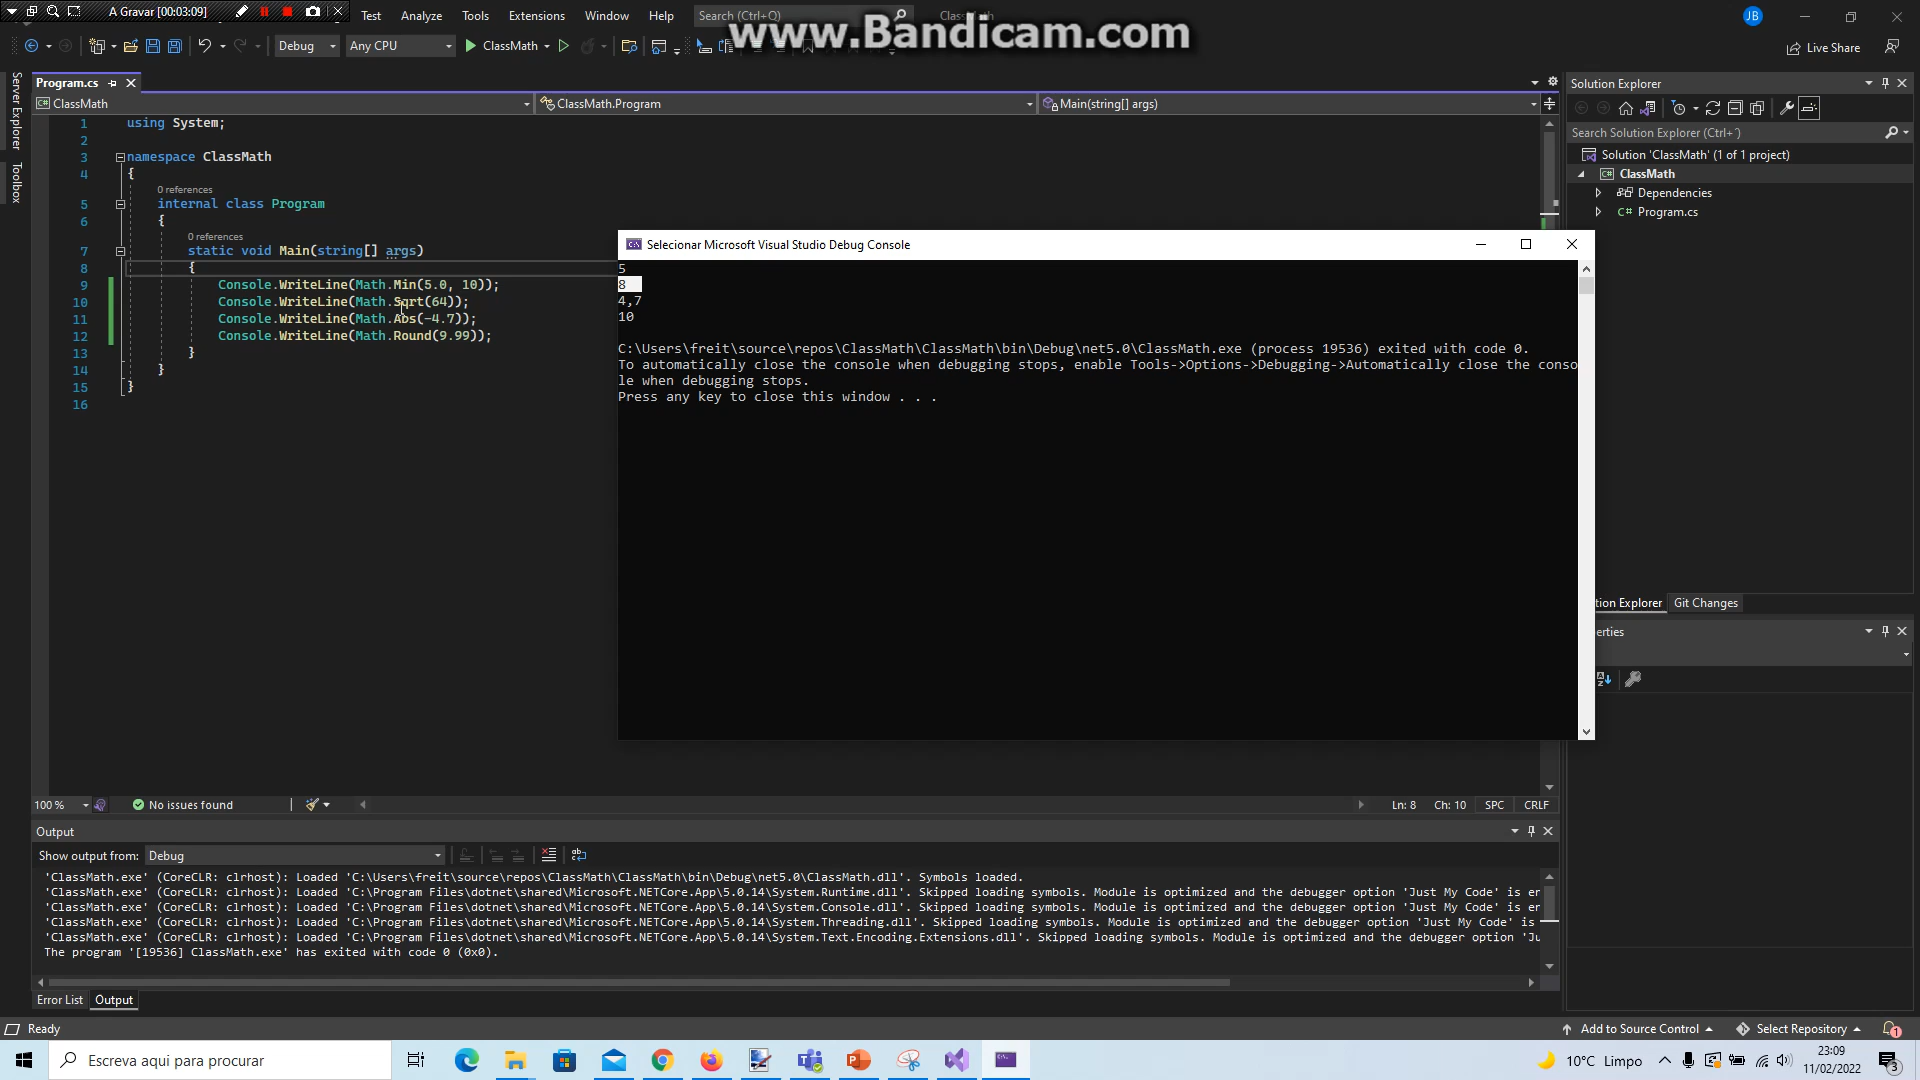 A Gravar [00:03:09]
Test Analyze Tools Extensions Window Help Search (Ctrl+Q)
www.Bandicam.com
JB
Debug Any CPU ClassMath Live Share
Server Explorer
Toolbox
Program.cs
ClassMath ClassMath.Program Main(string[] args)
1 using System;
2
3 namespace ClassMath
4 {
0 references
5 internal class Program
6 {
0 references
7 static void Main(string[] args)
8 {
9 Console.WriteLine(Math.Min(5.0, 10));
10 Console.WriteLine(Math.Sqrt(64));
11 Console.WriteLine(Math.Abs(-4.7));
12 Console.WriteLine(Math.Round(9.99));
13 }
14 }
15 }
16
Selecionar Microsoft Visual Studio Debug Console
5
8
4,7
10
C:\Users\freit\source\repos\ClassMath\ClassMath\bin\Debug\net5.0\ClassMath.exe (process 19536) exited with code 0.
To automatically close the console when debugging stops, enable Tools->Options->Debugging->Automatically close the conso
le when debugging stops.
Press any key to close this window . . .
Solution Explorer
Search Solution Explorer (Ctrl+´)
Solution 'ClassMath' (1 of 1 project)
ClassMath
Dependencies
C# Program.cs
tion Explorer Git Changes
erties
100 % No issues found Ln: 8 Ch: 10 SPC CRLF
Output
Show output from: Debug
'ClassMath.exe' (CoreCLR: clrhost): Loaded 'C:\Users\freit\source\repos\ClassMath\ClassMath\bin\Debug\net5.0\ClassMath.dll'. Symbols loaded.
'ClassMath.exe' (CoreCLR: clrhost): Loaded 'C:\Program Files\dotnet\shared\Microsoft.NETCore.App\5.0.14\System.Runtime.dll'. Skipped loading symbols. Module is optimized and the debugger option 'Just My Code' is er
'ClassMath.exe' (CoreCLR: clrhost): Loaded 'C:\Program Files\dotnet\shared\Microsoft.NETCore.App\5.0.14\System.Console.dll'. Skipped loading symbols. Module is optimized and the debugger option 'Just My Code' is er
'ClassMath.exe' (CoreCLR: clrhost): Loaded 'C:\Program Files\dotnet\shared\Microsoft.NETCore.App\5.0.14\System.Threading.dll'. Skipped loading symbols. Module is optimized and the debugger option 'Just My Code' is
'ClassMath.exe' (CoreCLR: clrhost): Loaded 'C:\Program Files\dotnet\shared\Microsoft.NETCore.App\5.0.14\System.Text.Encoding.Extensions.dll'. Skipped loading symbols. Module is optimized and the debugger option 'Ju
The program '[19536] ClassMath.exe' has exited with code 0 (0x0).
Error List Output
Ready Add to Source Control Select Repository 1
Escreva aqui para procurar
10°C Limpo
23:09
11/02/2022
3